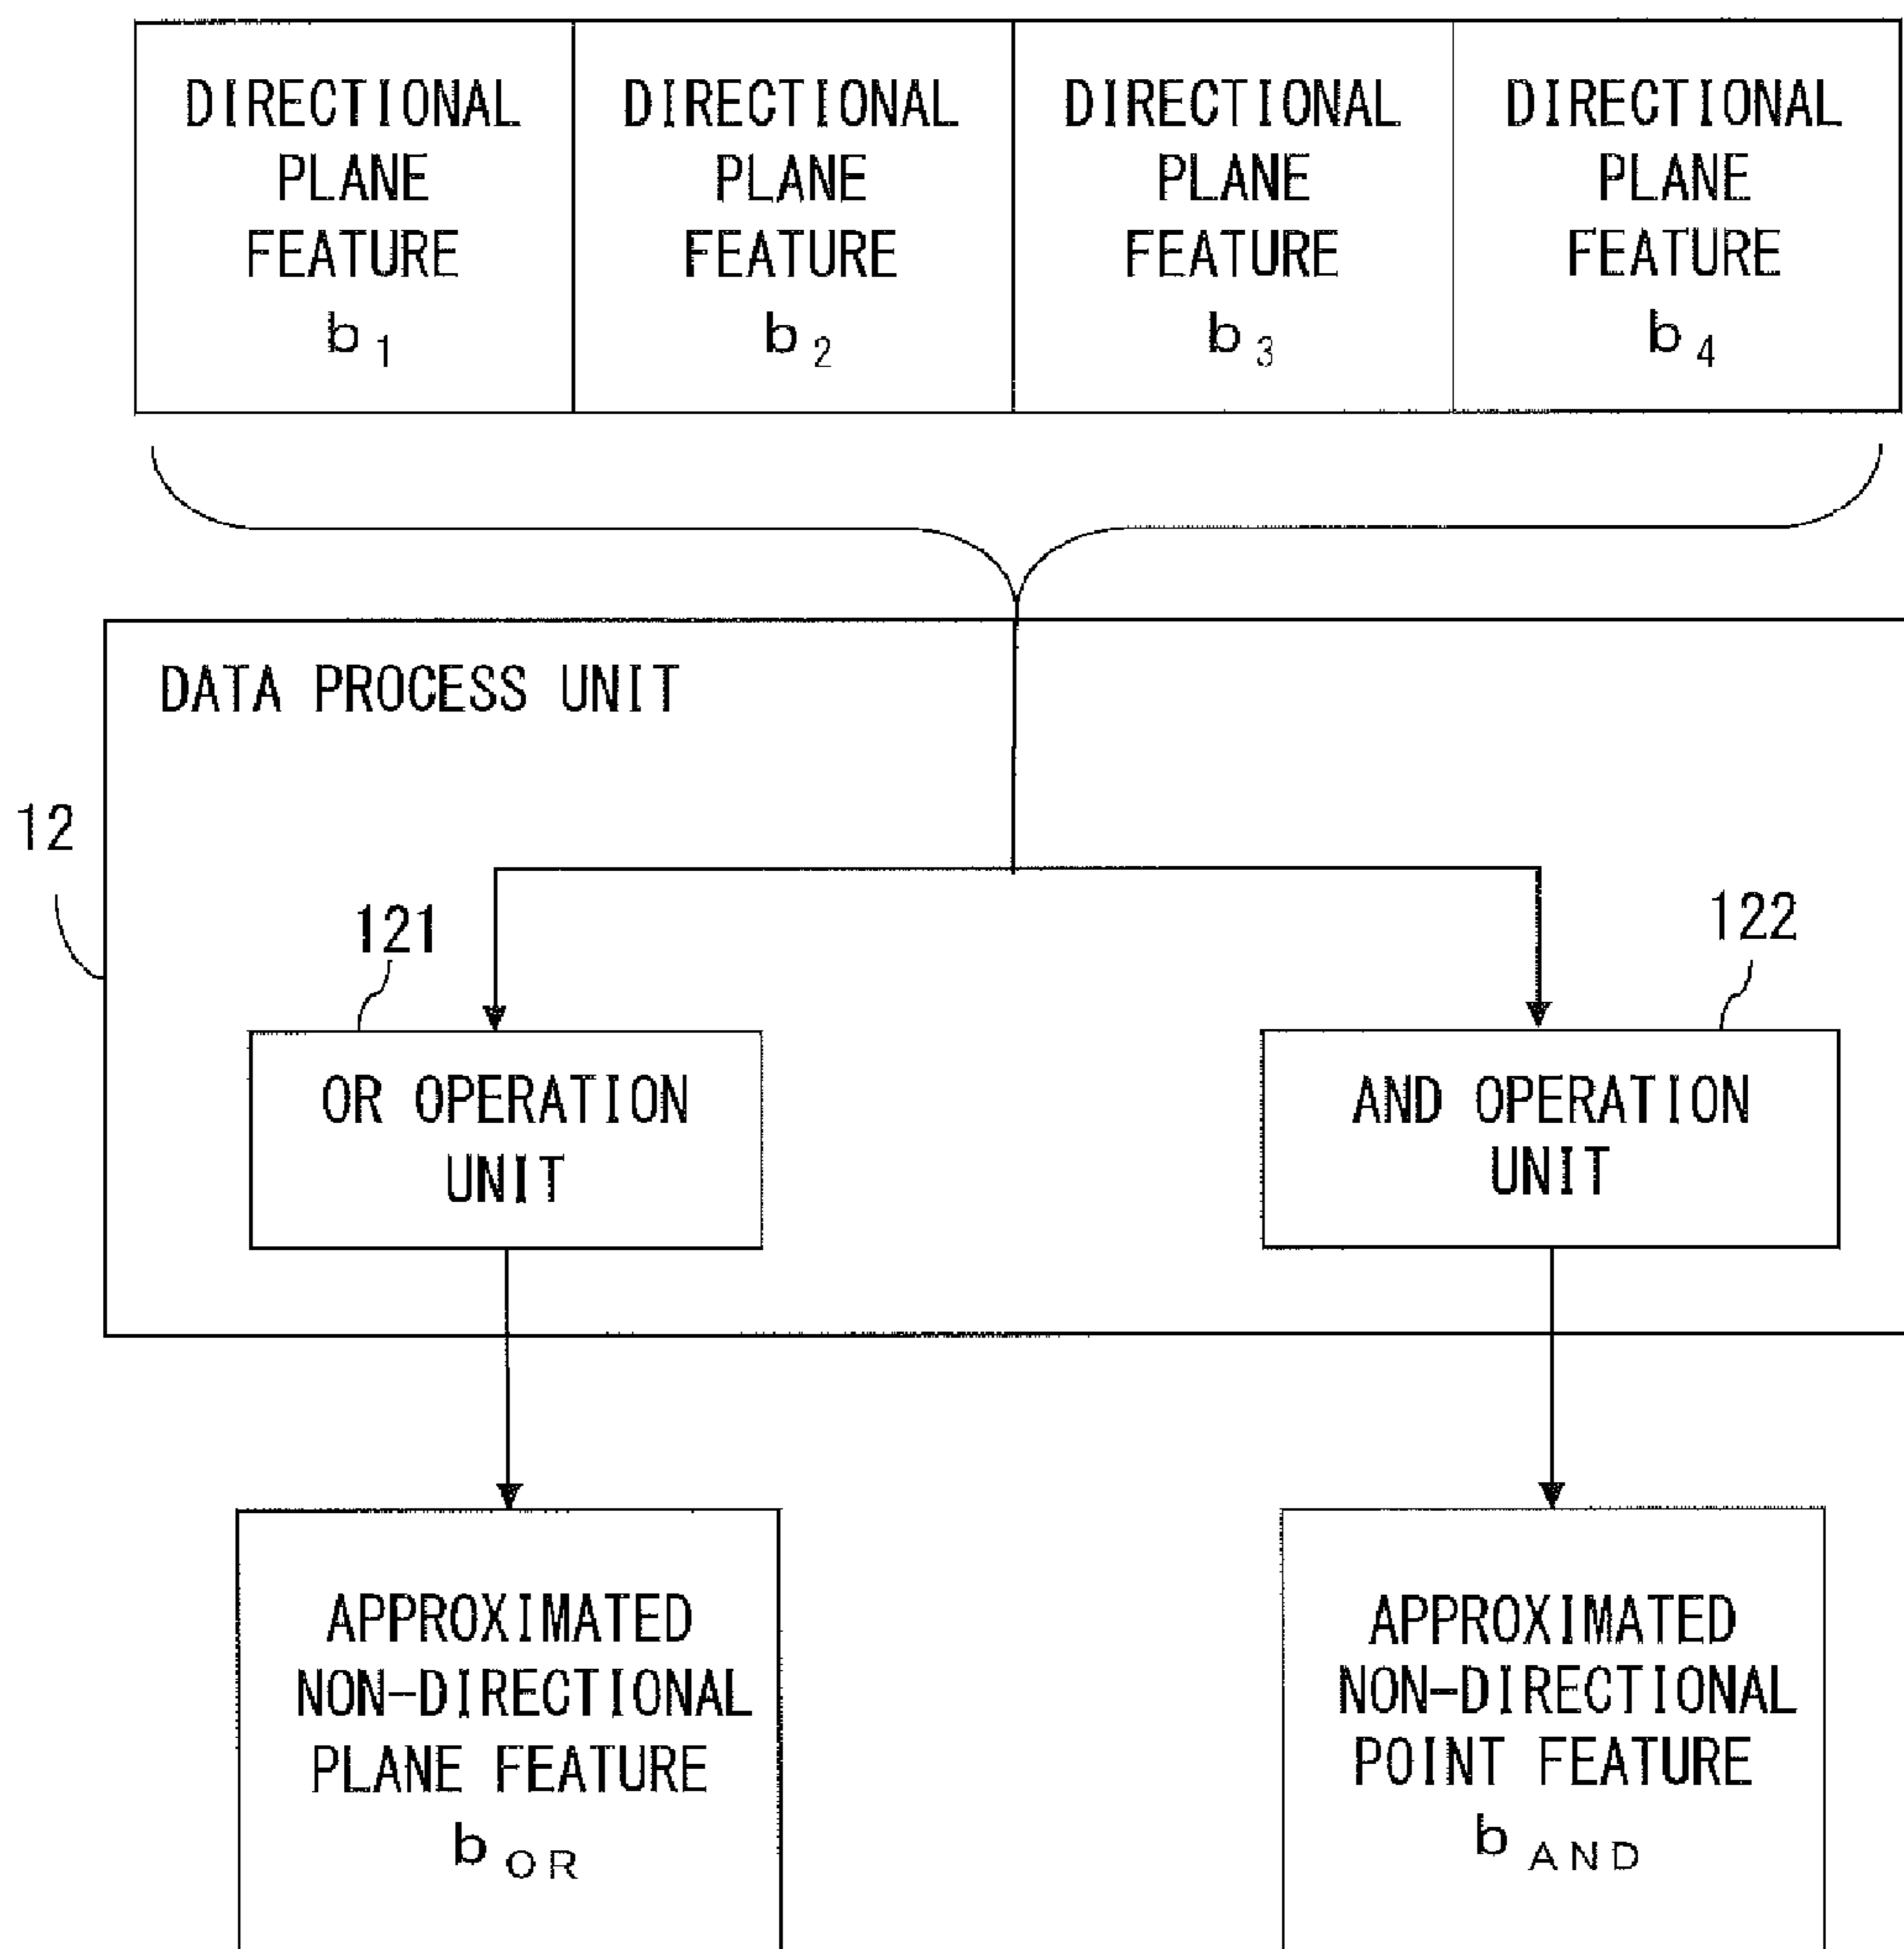 DIRECTIONAL
PLANE
FEATURE
b1
DIRECTIONAL
PLANE
FEATURE
b2
DIRECTIONAL
PLANE
FEATURE
b3
DIRECTIONAL
PLANE
FEATURE
b4
DATA PROCESS UNIT
12
121
122
OR OPERATION
UNIT
AND OPERATION
UNIT
APPROXIMATED
NON-DIRECTIONAL
PLANE FEATURE
bOR
APPROXIMATED
NON-DIRECTIONAL
POINT FEATURE
bAND